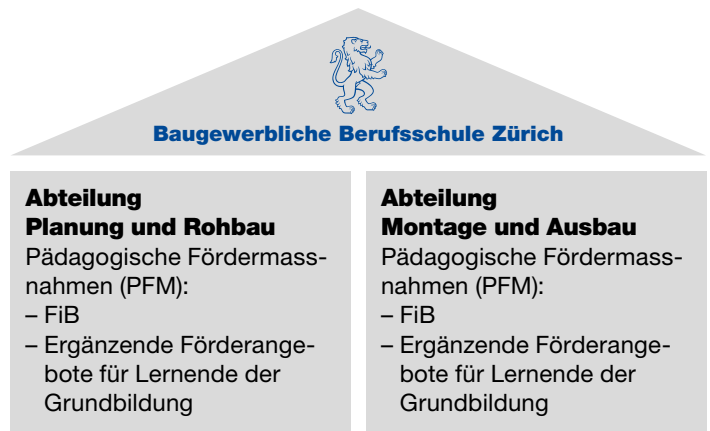 Baugewerbliche Berufsschule Zürich
Abteilung
Planung und Rohbau
Pädagogische Fördermass-
nahmen (PFM):
– FiB
– Ergänzende Förderange-
bote für Lernende der
Grundbildung
Abteilung
Montage und Ausbau
Pädagogische Fördermass-
nahmen (PFM):
– FiB
– Ergänzende Förderange-
bote für Lernende der
Grundbildung